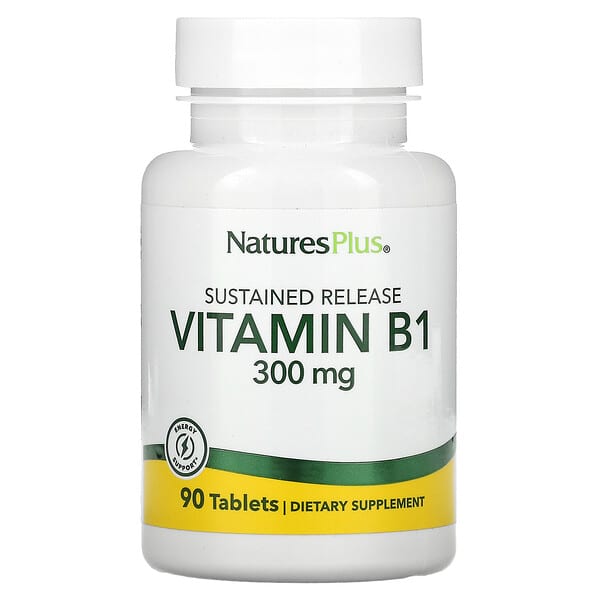 NaturesPlus®
SUSTAINED RELEASE
VITAMIN B1
300 mg
ENERGY
SUPPORT*
90 Tablets | DIETARY SUPPLEMENT